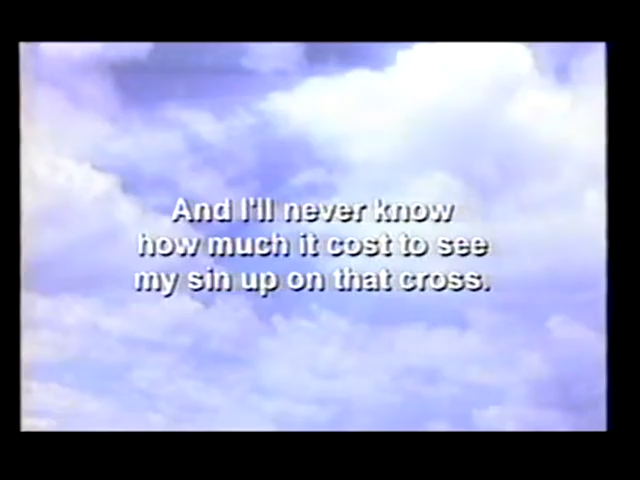 And I'll never know
how much it cost to see
my sin up on that cross.